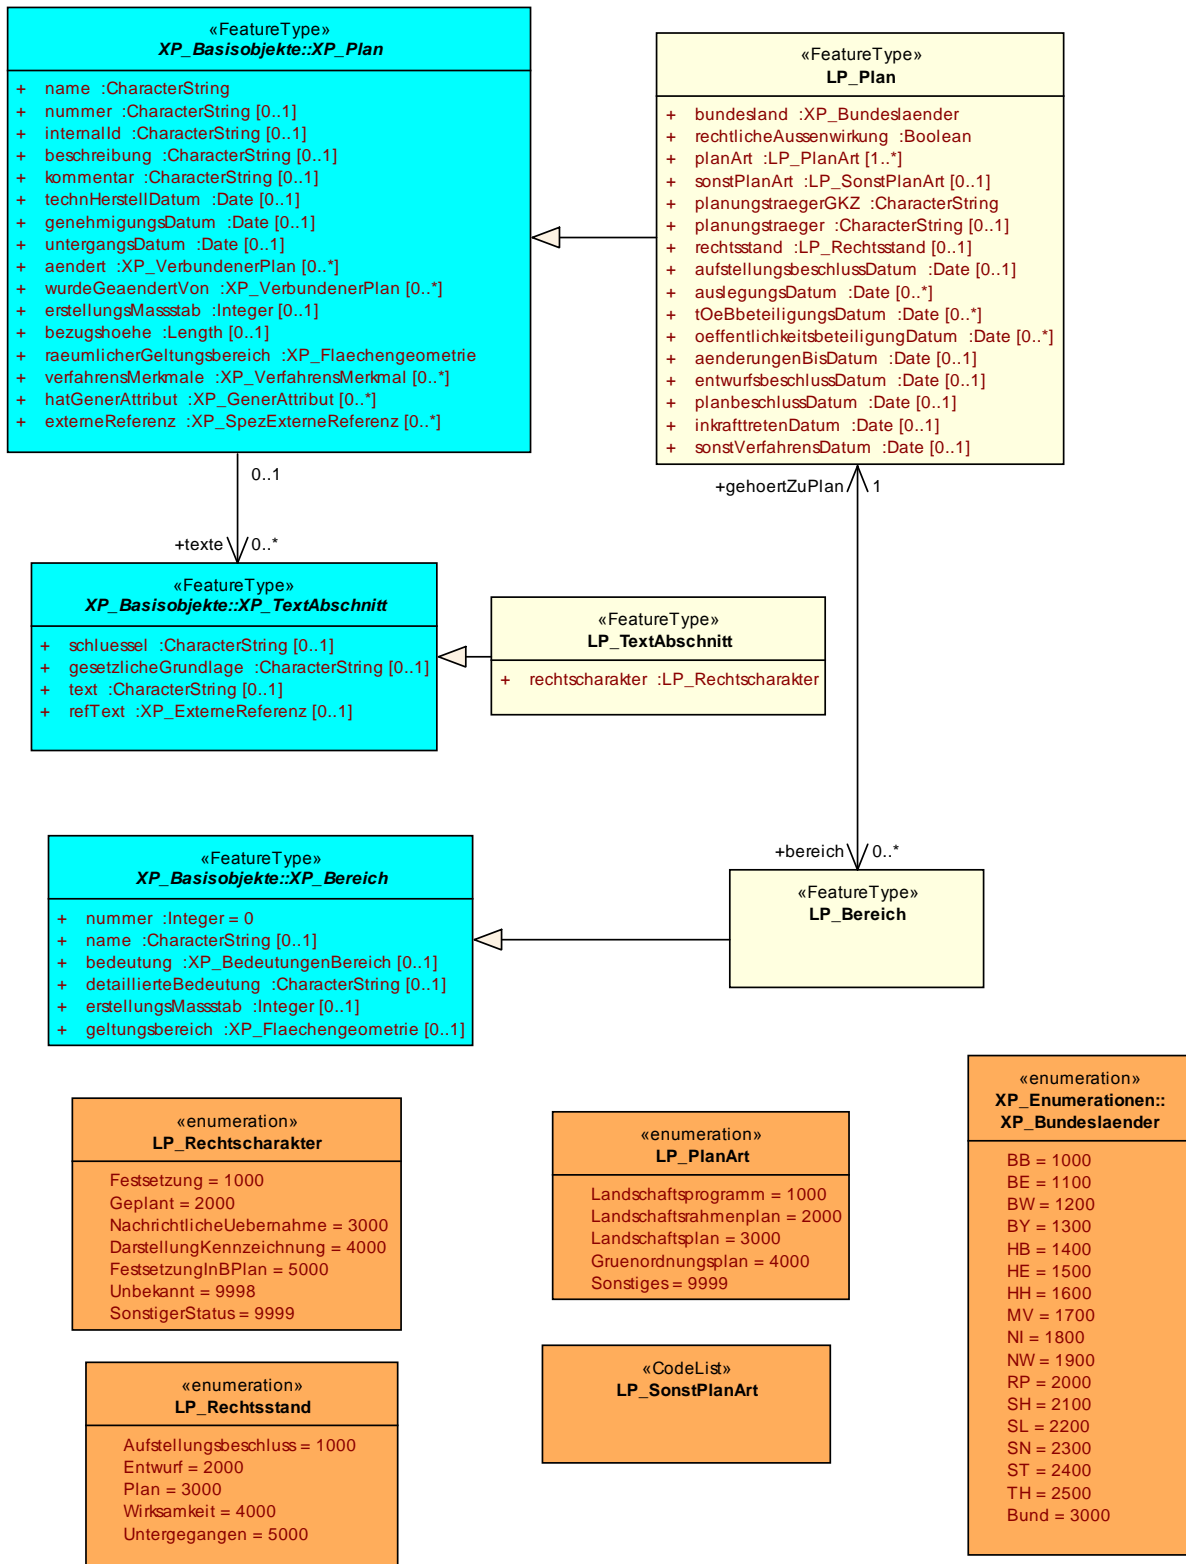 «FeatureType»
XP_Basisobjekte::XP_Plan
+ name :CharacterString
+ nummer :CharacterString [0..1]
+ internalId :CharacterString [0..1]
+ beschreibung :CharacterString [0..1]
+ kommentar :CharacterString [0..1]
+ technHerstellDatum :Date [0..1]
+ genehmigungsDatum :Date [0..1]
+ untergangsDatum :Date [0..1]
+ aendert :XP_VerbundenerPlan [0..*]
+ wurdeGeaendertVon :XP_VerbundenerPlan [0..*]
+ erstellungsMassstab :Integer [0..1]
+ bezugshoehe :Length [0..1]
+ raeumlicherGeltungsbereich :XP_Flaechengeometrie
+ verfahrensMerkmale :XP_VerfahrensMerkmal [0..*]
+ hatGenerAttribut :XP_GenerAttribut [0..*]
+ externeReferenz :XP_SpezExterneReferenz [0..*]
«FeatureType»
LP_Plan
+ bundesland :XP_Bundeslaender
+ rechtlicheAussenwirkung :Boolean
+ planArt :LP_PlanArt [1..*]
+ sonstPlanArt :LP_SonstPlanArt [0..1]
+ planungstraegerGKZ :CharacterString
+ planungstraeger :CharacterString [0..1]
+ rechtsstand :LP_Rechtsstand [0..1]
+ aufstellungsbeschlussDatum :Date [0..1]
+ auslegungsDatum :Date [0..*]
+ tOeBbeteiligungsDatum :Date [0..*]
+ oeffentlichkeitsbeteiligungDatum :Date [0..*]
+ aenderungenBisDatum :Date [0..1]
+ entwurfsbeschlussDatum :Date [0..1]
+ planbeschlussDatum :Date [0..1]
+ inkrafttretenDatum :Date [0..1]
+ sonstVerfahrensDatum :Date [0..1]
0..1
+gehoertZuPlan 1
+texte 0..*
«FeatureType»
XP_Basisobjekte::XP_TextAbschnitt
+ schluessel :CharacterString [0..1]
+ gesetzlicheGrundlage :CharacterString [0..1]
+ text :CharacterString [0..1]
+ refText :XP_ExterneReferenz [0..1]
«FeatureType»
LP_TextAbschnitt
+ rechtscharakter :LP_Rechtscharakter
«FeatureType»
XP_Basisobjekte::XP_Bereich
+ nummer :Integer = 0
+ name :CharacterString [0..1]
+ bedeutung :XP_BedeutungenBereich [0..1]
+ detaillierteBedeutung :CharacterString [0..1]
+ erstellungsMassstab :Integer [0..1]
+ geltungsbereich :XP_Flaechengeometrie [0..1]
+bereich 0..*
«FeatureType»
LP_Bereich
«enumeration»
LP_Rechtscharakter
Festsetzung = 1000
Geplant = 2000
NachrichtlicheUebernahme = 3000
DarstellungKennzeichnung = 4000
FestsetzungInBPlan = 5000
Unbekannt = 9998
SonstigerStatus = 9999
«enumeration»
LP_PlanArt
Landschaftsprogramm = 1000
Landschaftsrahmenplan = 2000
Landschaftsplan = 3000
Gruenordnungsplan = 4000
Sonstiges = 9999
«enumeration»
XP_Enumerationen::
XP_Bundeslaender
BB = 1000
BE = 1100
BW = 1200
BY = 1300
HB = 1400
HE = 1500
HH = 1600
MV = 1700
NI = 1800
NW = 1900
RP = 2000
SH = 2100
SL = 2200
SN = 2300
ST = 2400
TH = 2500
Bund = 3000
«enumeration»
LP_Rechtsstand
Aufstellungsbeschluss = 1000
Entwurf = 2000
Plan = 3000
Wirksamkeit = 4000
Untergegangen = 5000
«CodeList»
LP_SonstPlanArt